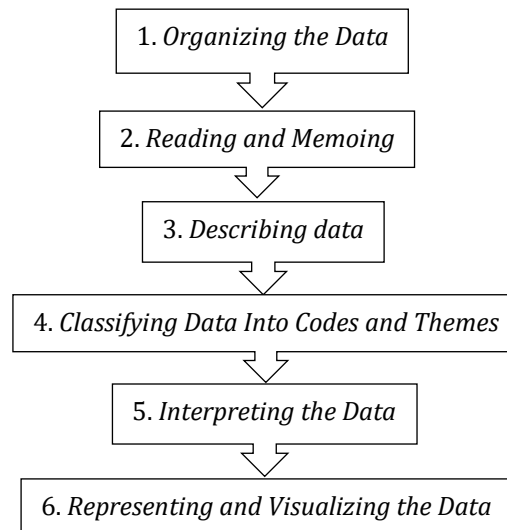 1. Organizing the Data
2. Reading and Memoing
3. Describing data
4. Classifying Data Into Codes and Themes
5. Interpreting the Data
6. Representing and Visualizing the Data